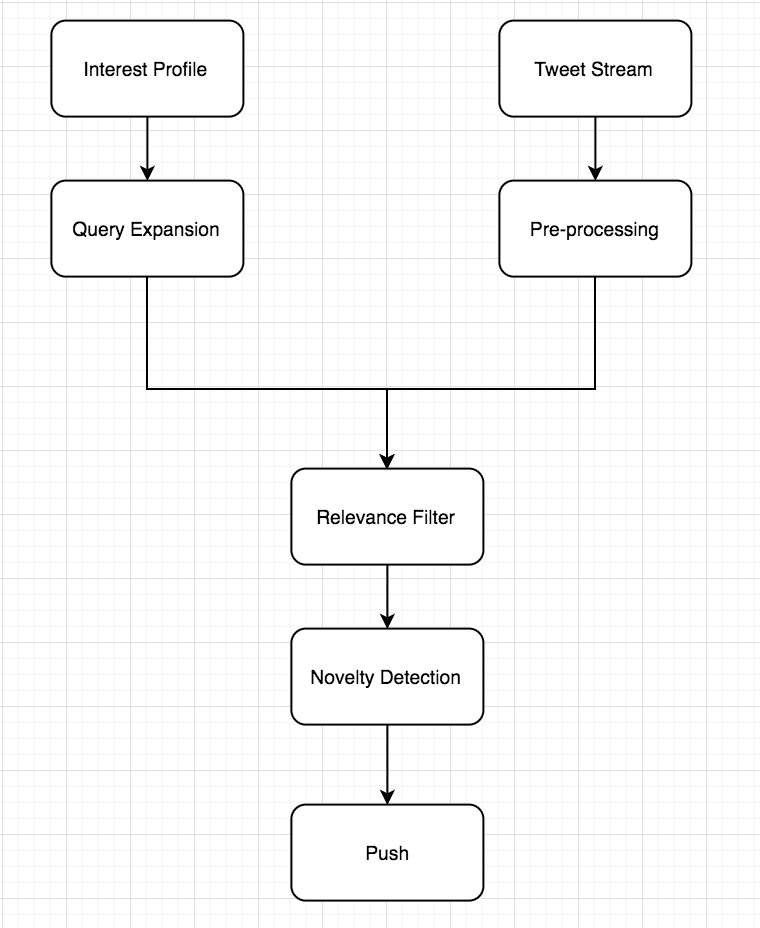 Interest Profile
Tweet Stream
Query Expansion
Pre-processing
Relevance Filter
Novelty Detection
Push